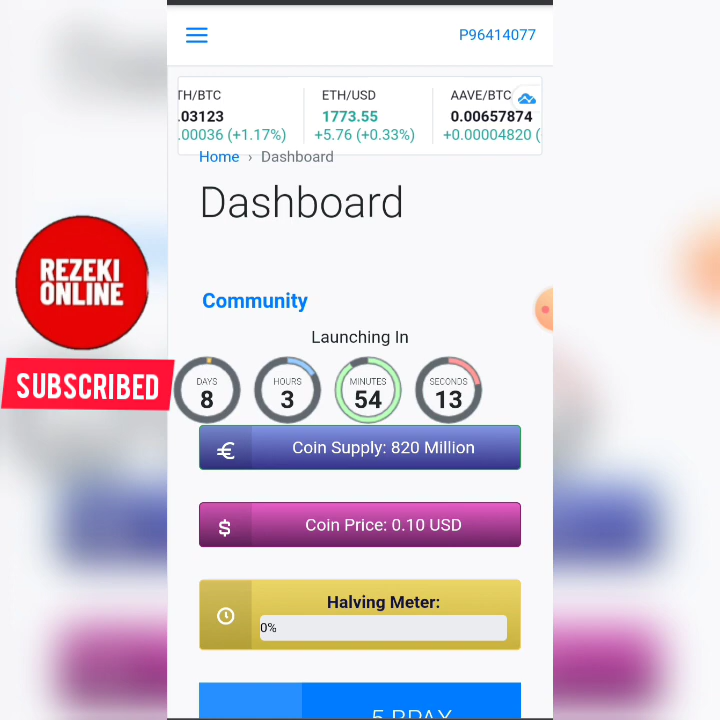 P96414077
TH/BTC
.03123
.00036 (+1.17%)
ETH/USD
1773.55
+5.76 (+0.33%)
AAVE/BTC
0.00657874
+0.00004820 (
Home › Dashboard
Dashboard
REZEKI
ONLINE
SUBSCRIBED
Community
Launching In
DAYS
8
HOURS
3
MINUTES
54
SECONDS
13
€ Coin Supply: 820 Million
$ Coin Price: 0.10 USD
Halving Meter:
0%
5 BPAY